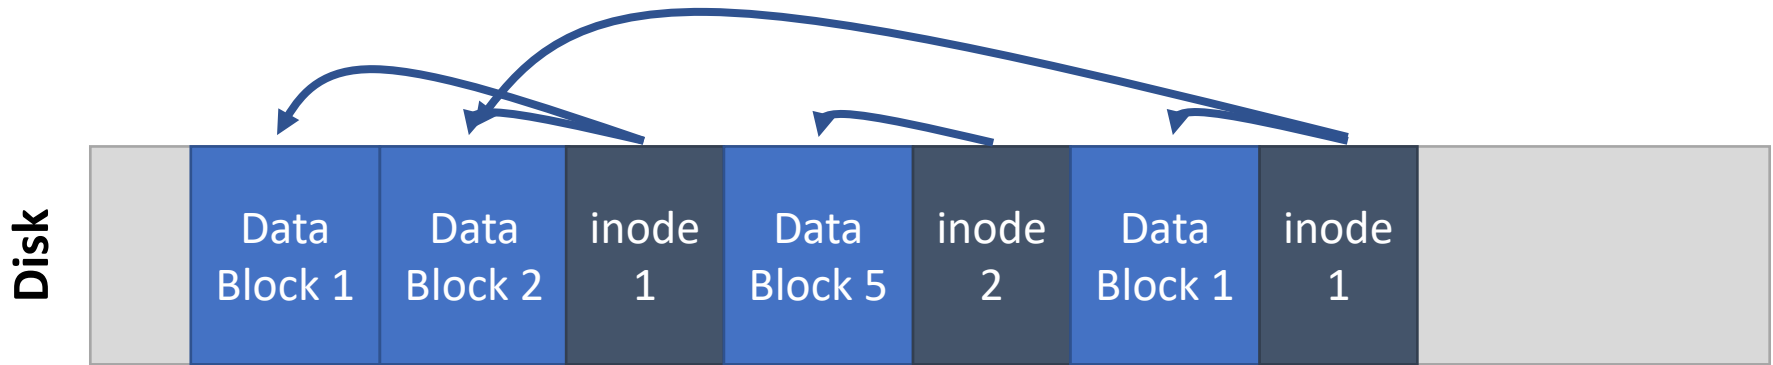 Disk
Data
Block 1
Data
Block 2
inode
1
Data
Block 5
inode
2
Data
Block 1
inode
1